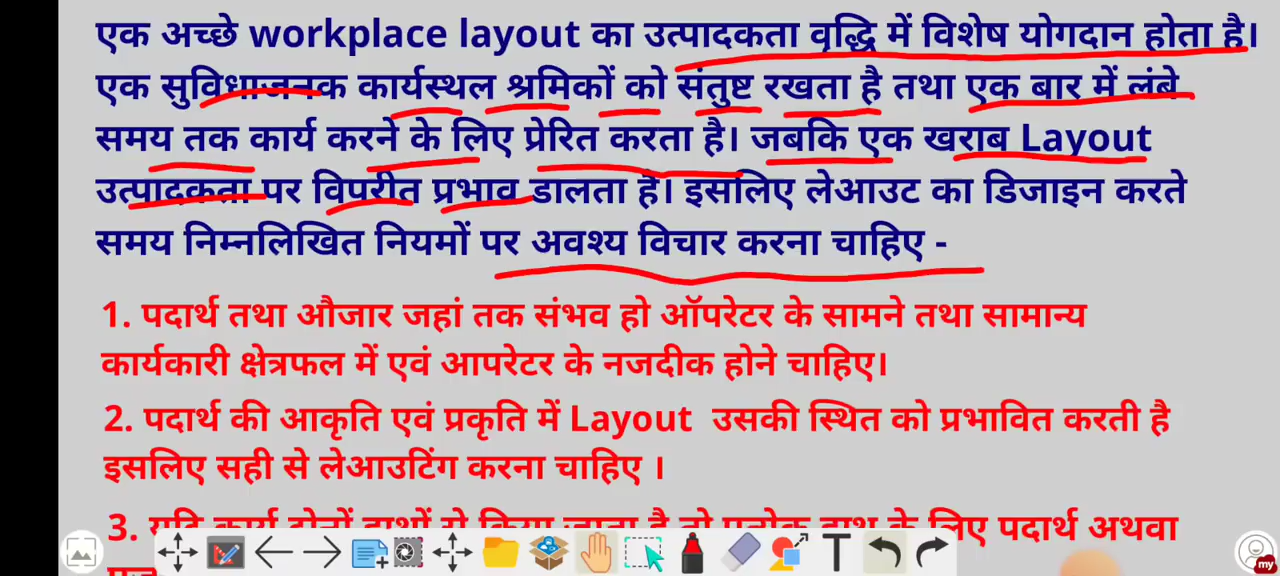 एक अच्छे workplace layout का उत्पादकता वृद्धि में विशेष योगदान होता है।
एक सुविधाजनक कार्यस्थल श्रमिकों को संतुष्ट रखता है तथा एक बार में लंबे
समय तक कार्य करने के लिए प्रेरित करता है। जबकि एक खराब Layout
उत्पादकता पर विपरीत प्रभाव डालता है। इसलिए लेआउट का डिजाइन करते
समय निम्नलिखित नियमों पर अवश्य विचार करना चाहिए -
1. पदार्थ तथा औजार जहां तक संभव हो ऑपरेटर के सामने तथा सामान्य
कार्यकारी क्षेत्रफल में एवं आपरेटर के नजदीक होने चाहिए।
2. पदार्थ की आकृति एवं प्रकृति में Layout उसकी स्थित को प्रभावित करती है
इसलिए सही से लेआउटिंग करना चाहिए ।
3. यदि कार्य दोनों हाथों से किया जाता है तो प्रत्येक हाथ के लिए पदार्थ अथवा
T
my